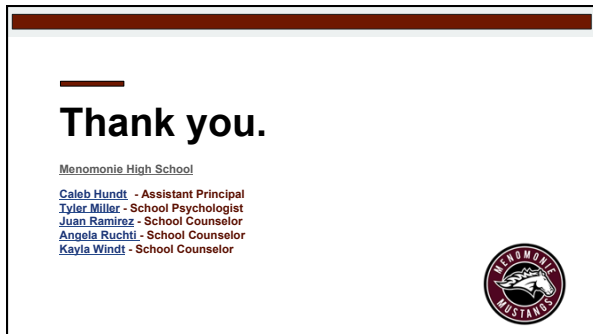 Thank you.
Menomonie High School
Caleb Hundt - Assistant Principal
Tyler Miller - School Psychologist
Juan Ramirez - School Counselor
Angela Ruchti - School Counselor
Kayla Windt - School Counselor
MENOMONIE
MUSTANGS